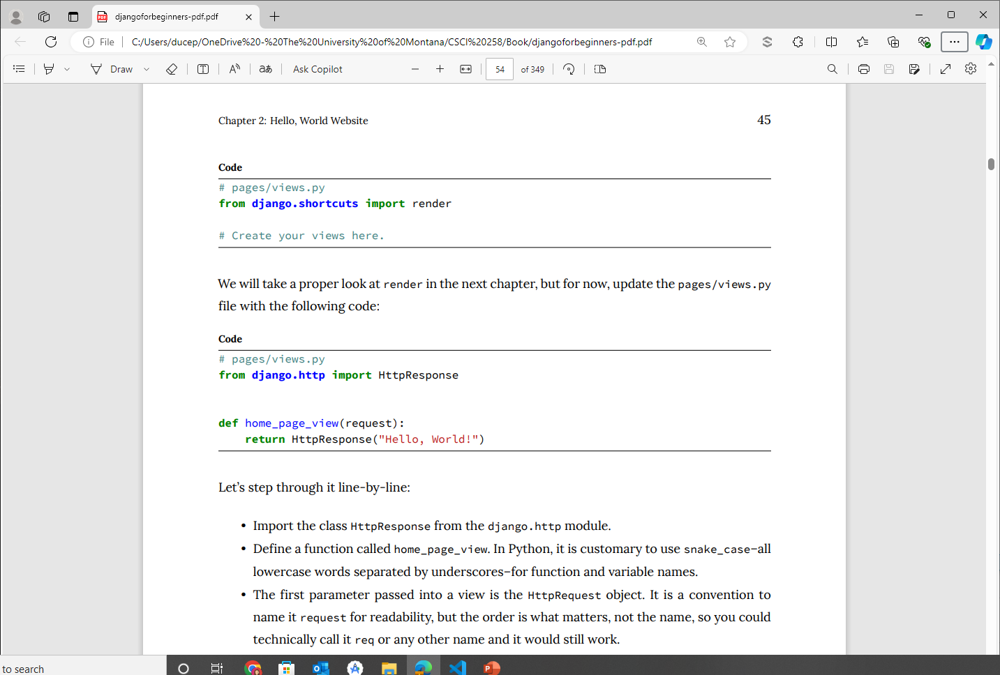 djangoforbeginners-pdf.pdf
File
C:/Users/ducep/OneDrive%20-%20The%20University%20of%20Montana/CSCI%20258/Book/djangoforbeginners-pdf.pdf
Draw
T
A
aあ
Ask Copilot
54
of 349
Chapter 2: Hello, World Website
45
Code
# pages/views.py
from django.shortcuts import render
# Create your views here.
We will take a proper look at render in the next chapter, but for now, update the pages/views.py
file with the following code:
Code
# pages/views.py
from django.http import HttpResponse
def home_page_view(request):
    return HttpResponse("Hello, World!")
Let’s step through it line-by-line:
• Import the class HttpResponse from the django.http module.
• Define a function called home_page_view. In Python, it is customary to use snake_case–all
lowercase words separated by underscores–for function and variable names.
• The first parameter passed into a view is the HttpRequest object. It is a convention to
name it request for readability, but the order is what matters, not the name, so you could
technically call it req or any other name and it would still work.
to search